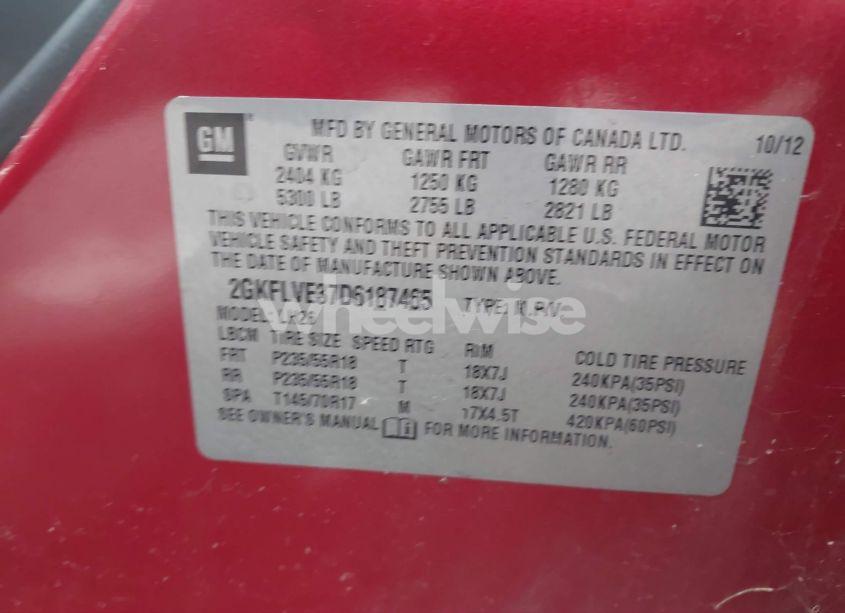 GM
MFD BY GENERAL MOTORS OF CANADA LTD. 10/12
GVWR GAWR FRT GAWR RR
2404 KG 1250 KG 1280 KG
5300 LB 2755 LB 2821 LB
THIS VEHICLE CONFORMS TO ALL APPLICABLE U.S. FEDERAL MOTOR
VEHICLE SAFETY AND THEFT PREVENTION STANDARDS IN EFFECT ON
THE DATE OF MANUFACTURE SHOWN ABOVE.
2GKFLVE37D6187465 TYPE: M.P.V.
MODEL:
wheelwise
TIRE SIZE SPEED RTG RIM COLD TIRE PRESSURE
FRT P235/55R18 T 18X7J 240KPA(35PSI)
RR P235/55R18 T 18X7J 240KPA(35PSI)
SPA T145/70R17 M 17X4.5T 420KPA(60PSI)
SEE OWNER'S MANUAL FOR MORE INFORMATION.